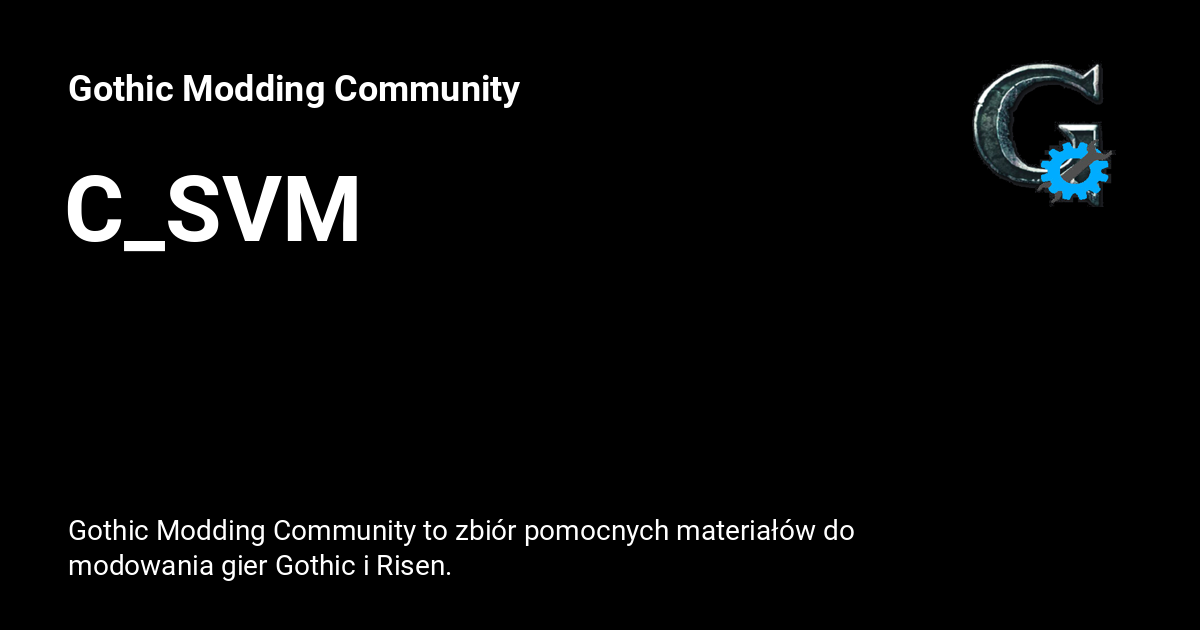 Gothic Modding Community
C_SVM
Gothic Modding Community to zbiór pomocnych materiałów do
modowania gier Gothic i Risen.